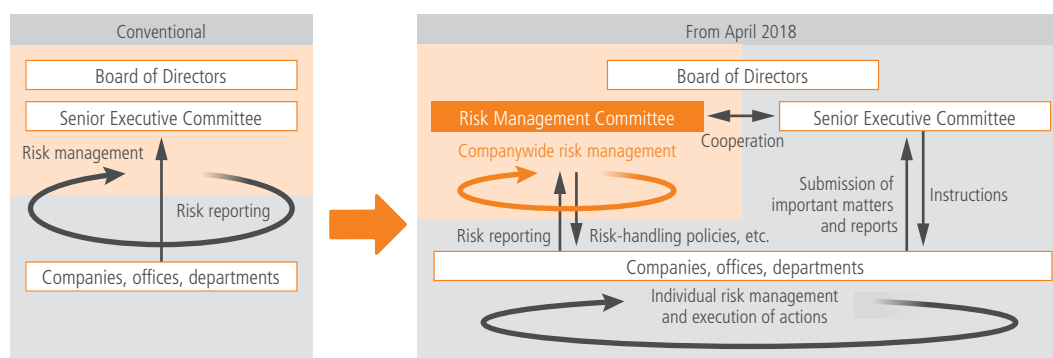 Conventional
Board of Directors
Senior Executive Committee
Risk management
Risk reporting
Companies, offices, departments
From April 2018
Board of Directors
Risk Management Committee
Senior Executive Committee
Cooperation
Companywide risk management
Submission of
important matters
and reports
Instructions
Risk reporting
Risk-handling policies, etc.
Companies, offices, departments
Individual risk management
and execution of actions